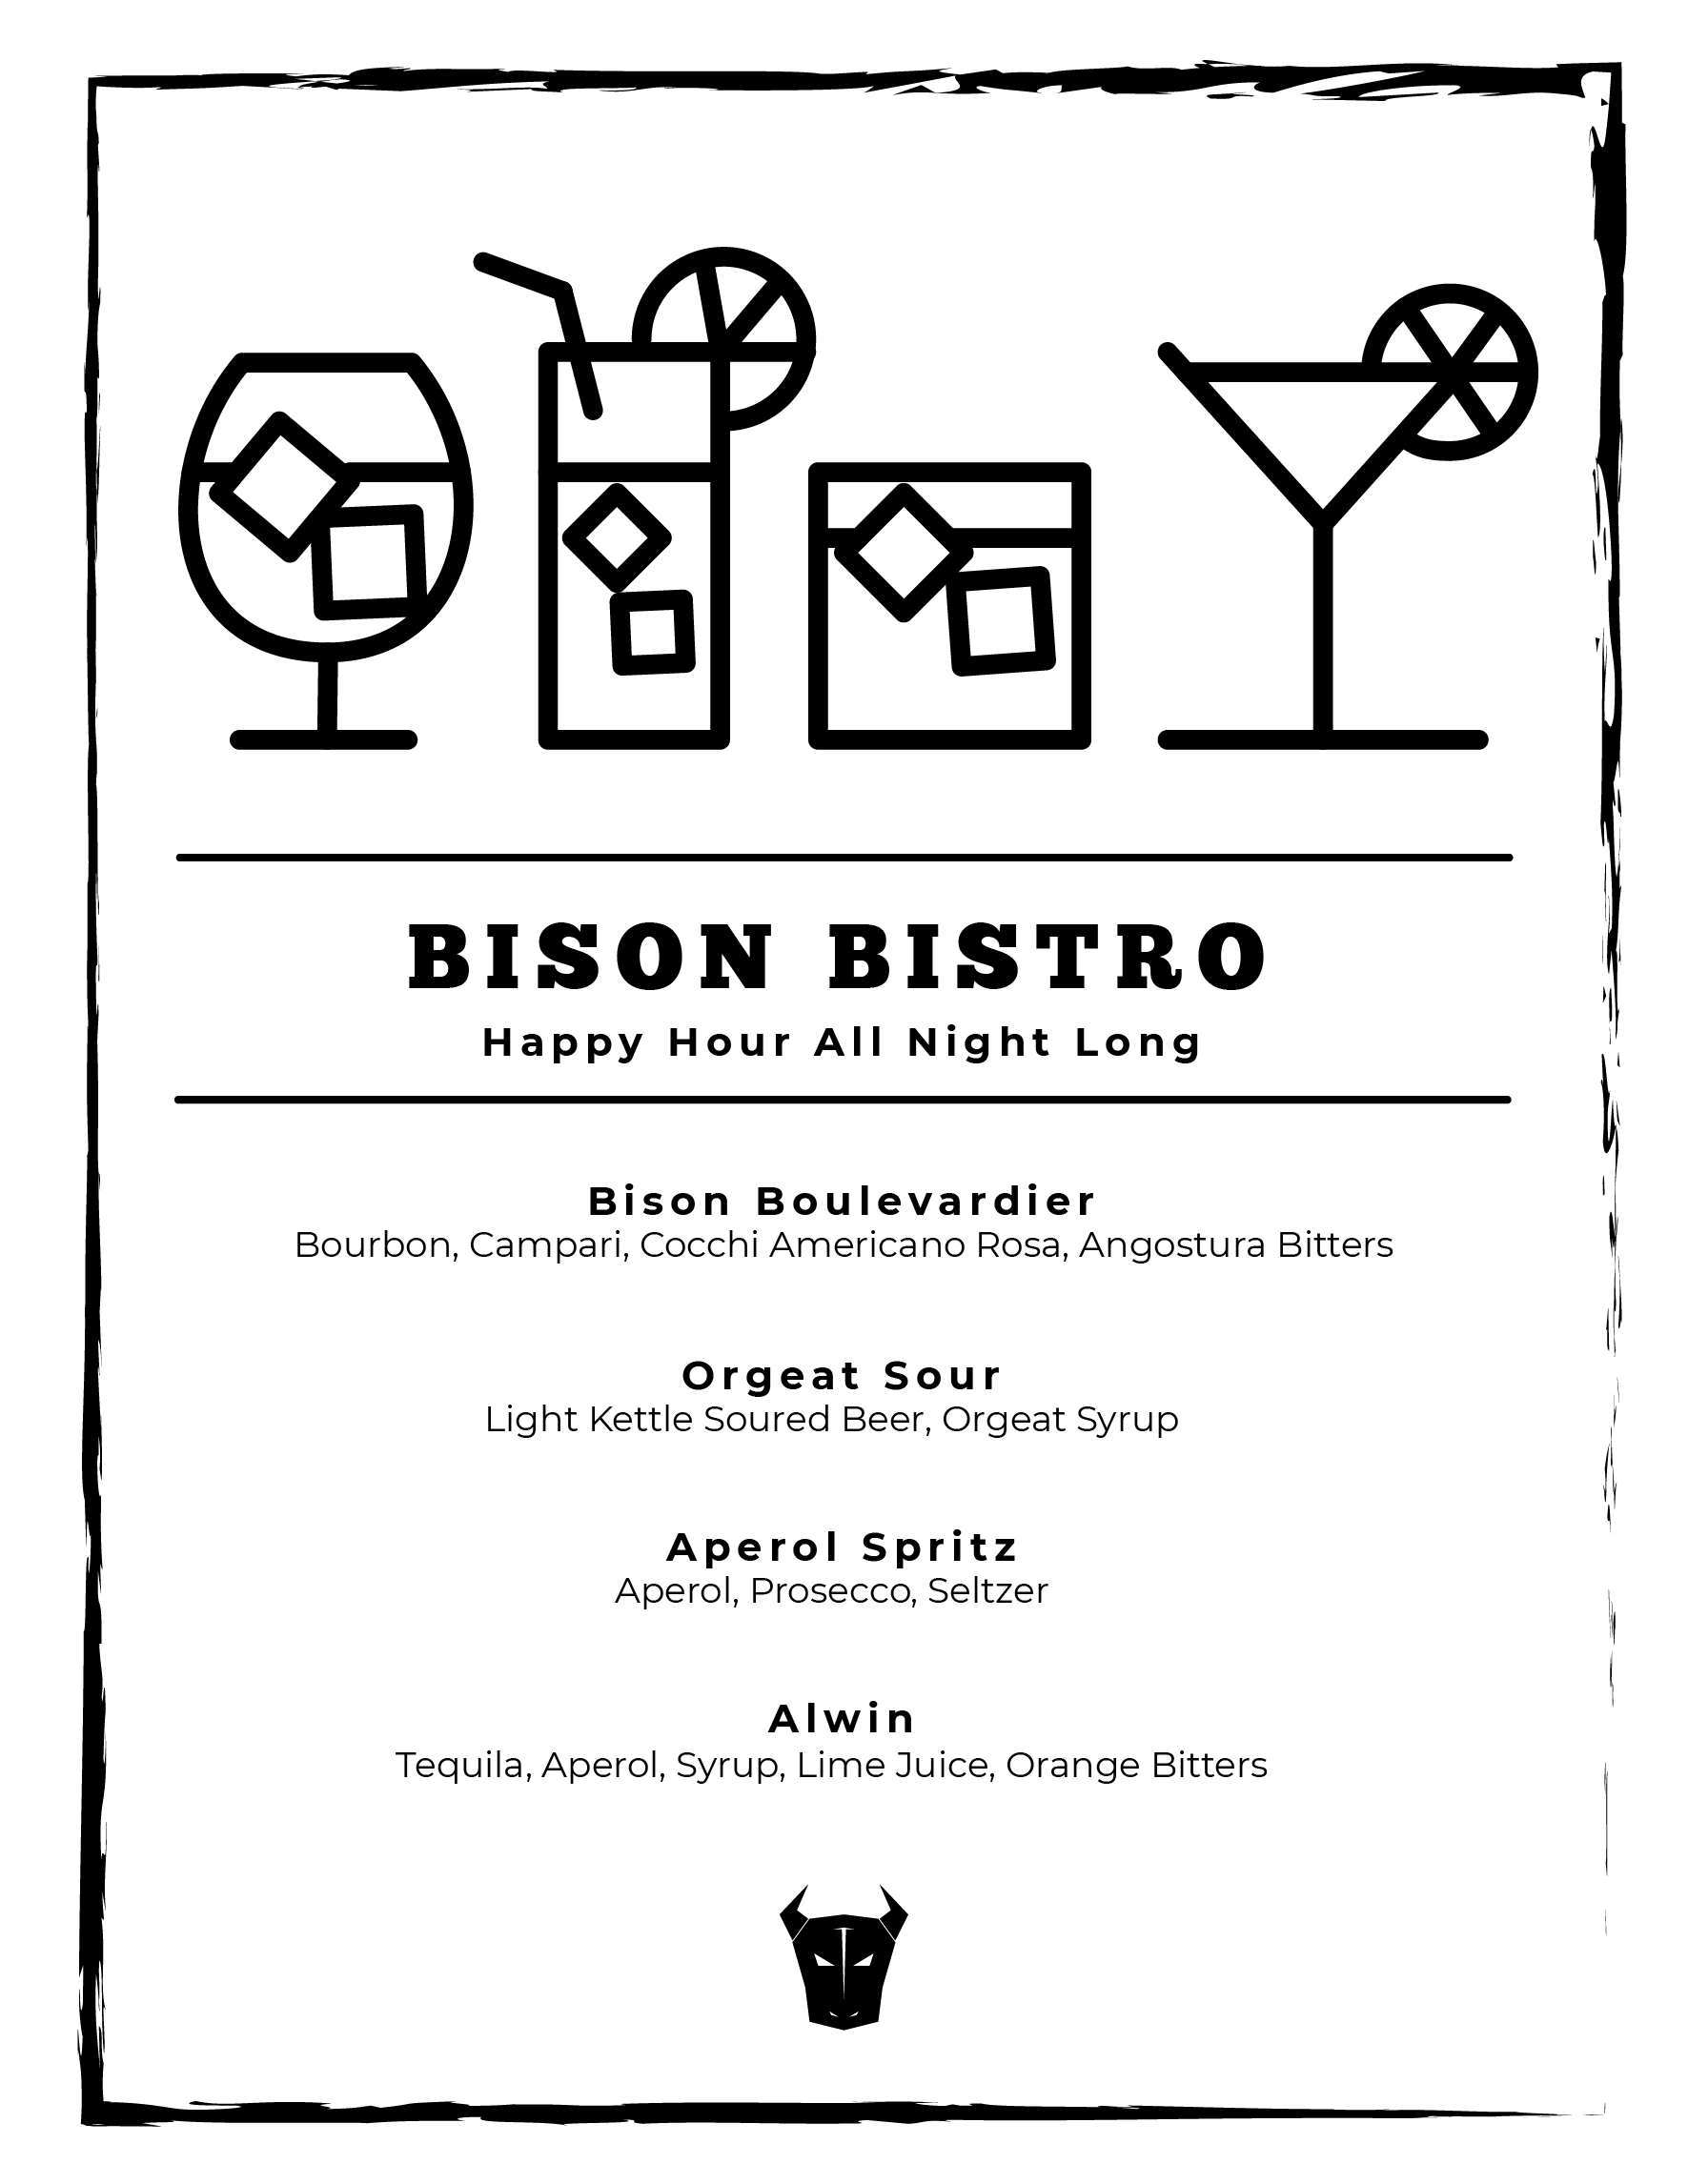 BISON BISTRO
Happy Hour All Night Long
Bison Boulevardier
Bourbon, Campari, Cocchi Americano Rosa, Angostura Bitters
Orgeat Sour
Light Kettle Soured Beer, Orgeat Syrup
Aperol Spritz
Aperol, Prosecco, Seltzer
Alwin
Tequila, Aperol, Syrup, Lime Juice, Orange Bitters